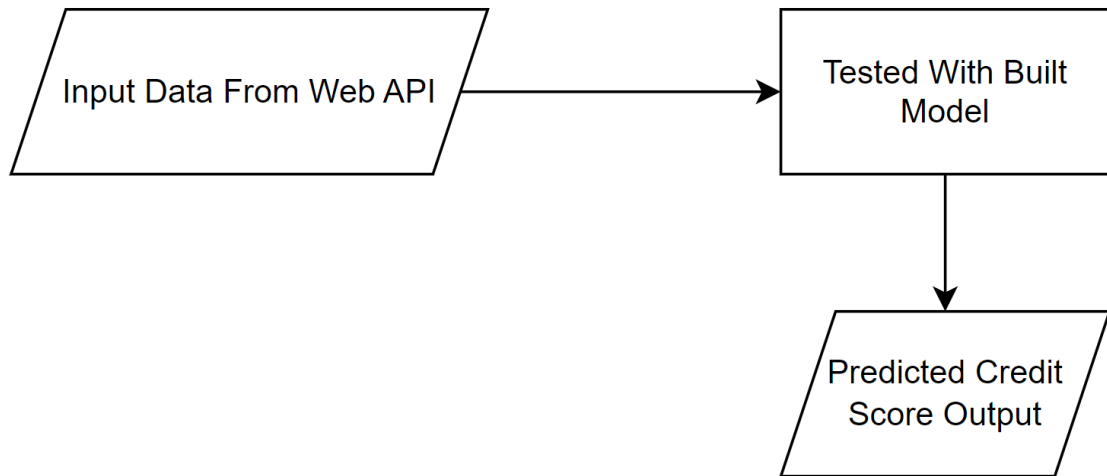 Input Data From Web API
Tested With Built
Model
Predicted Credit
Score Output